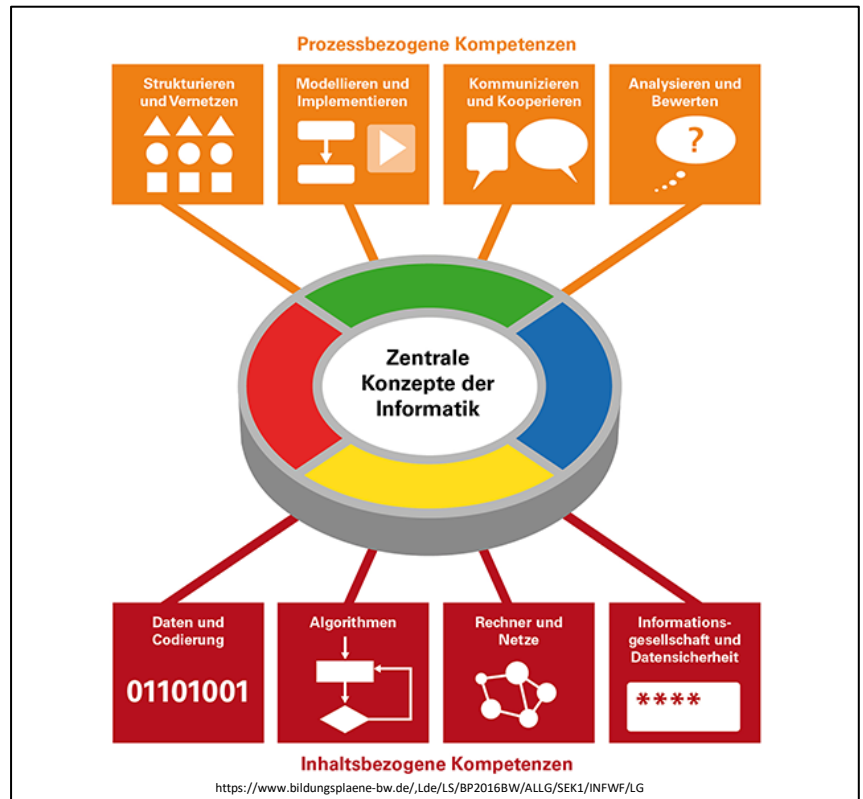 Prozessbezogene Kompetenzen
Strukturieren
und Vernetzen
Modellieren und
Implementieren
Kommunizieren
und Kooperieren
Analysieren und
Bewerten
?
Zentrale
Konzepte der
Informatik
Daten und
Codierung
01101001
Algorithmen
Rechner und
Netze
Informations-
gesellschaft und
Datensicherheit
****
Inhaltsbezogene Kompetenzen
https://www.bildungsplaene-bw.de/,Lde/LS/BP2016BW/ALLG/SEK1/INFWF/LG